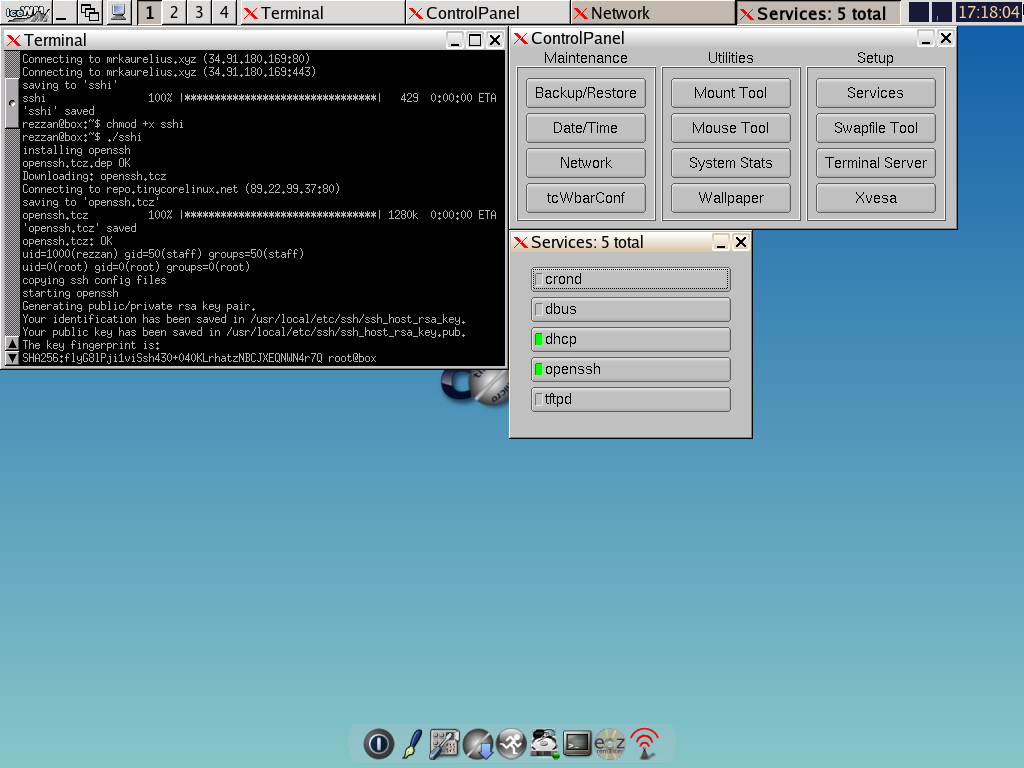 IceWM
1 2 3 4
Terminal
ControlPanel
Network
Services: 5 total
17:18:04
Terminal
Connecting to mrkaurelius.xyz (34.91.180.169:80)
Connecting to mrkaurelius.xyz (34.91.180.169:443)
saving to 'sshi'
sshi 100% |********************************| 429 0:00:00 ETA
'sshi' saved
rezzan@box:~$ chmod +x sshi
rezzan@box:~$ ./sshi
installing openssh
openssh.tcz.dep OK
Downloading: openssh.tcz
Connecting to repo.tinycorelinux.net (89.22.99.37:80)
saving to 'openssh.tcz'
openssh.tcz 100% |********************************| 1280k 0:00:00 ETA
'openssh.tcz' saved
openssh.tcz: OK
uid=1000(rezzan) gid=50(staff) groups=50(staff)
uid=0(root) gid=0(root) groups=0(root)
copying ssh config files
starting openssh
Generating public/private rsa key pair.
Your identification has been saved in /usr/local/etc/ssh/ssh_host_rsa_key.
Your public key has been saved in /usr/local/etc/ssh/ssh_host_rsa_key.pub.
The key fingerprint is:
SHA256:flyG8lPji1viSsh430+040KLrhatzNBCJXEQNWN4r7Q root@box
ControlPanel
Maintenance
Utilities
Setup
Backup/Restore
Mount Tool
Services
Date/Time
Mouse Tool
Swapfile Tool
Network
System Stats
Terminal Server
tcWbarConf
Wallpaper
Xvesa
Services: 5 total
crond
dbus
dhcp
openssh
tftpd